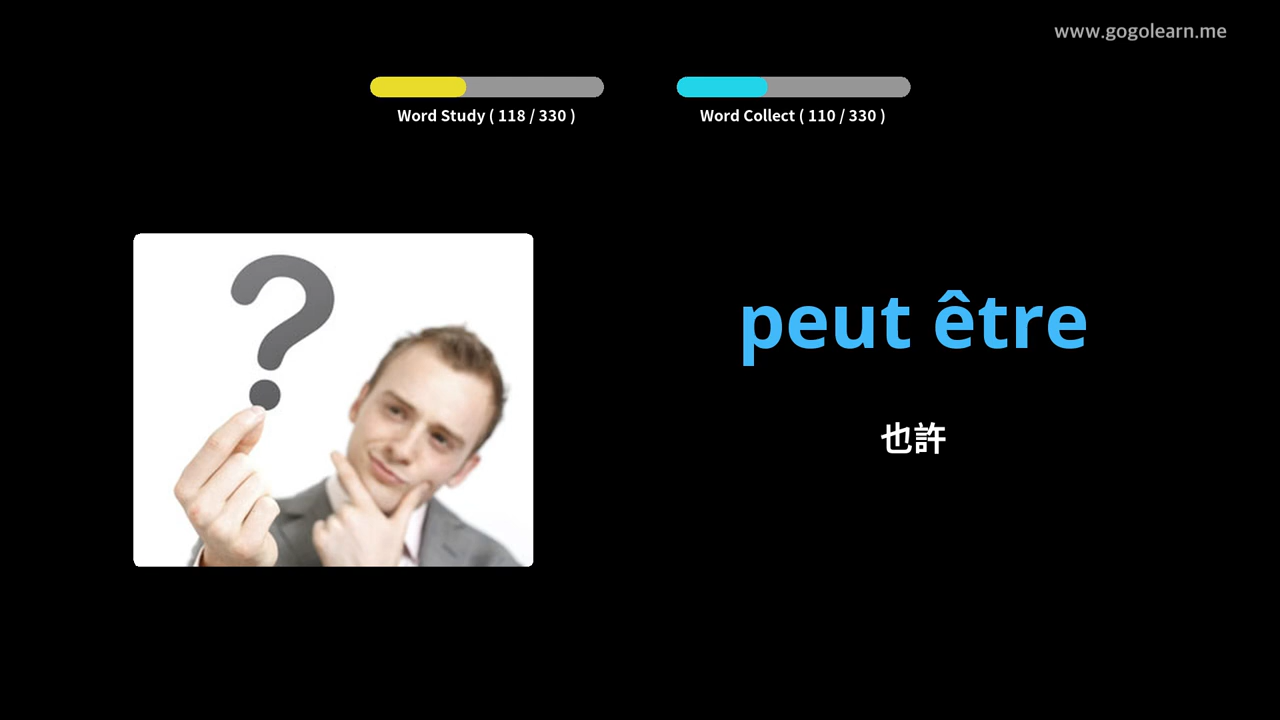 www.gogolearn.me
Word Study ( 118 / 330 )
Word Collect ( 110 / 330 )
?
peut être
也許